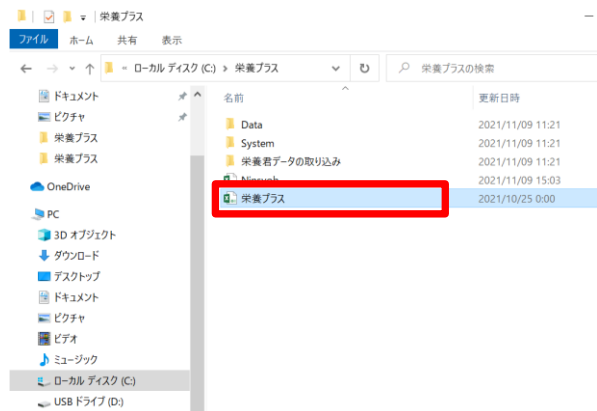 栄養プラス
ファイル ホーム 共有 表示
« ローカル ディスク (C:) > 栄養プラス
栄養プラスの検索
ドキュメント
ピクチャ
栄養プラス
栄養プラス
OneDrive
PC
3D オブジェクト
ダウンロード
デスクトップ
ドキュメント
ピクチャ
ビデオ
ミュージック
ローカル ディスク (C:)
USB ドライブ (D:)
名前 更新日時
Data 2021/11/09 11:21
System 2021/11/09 11:21
栄養君データの取り込み 2021/11/09 11:21
2021/11/09 15:03
栄養プラス 2021/10/25 0:00